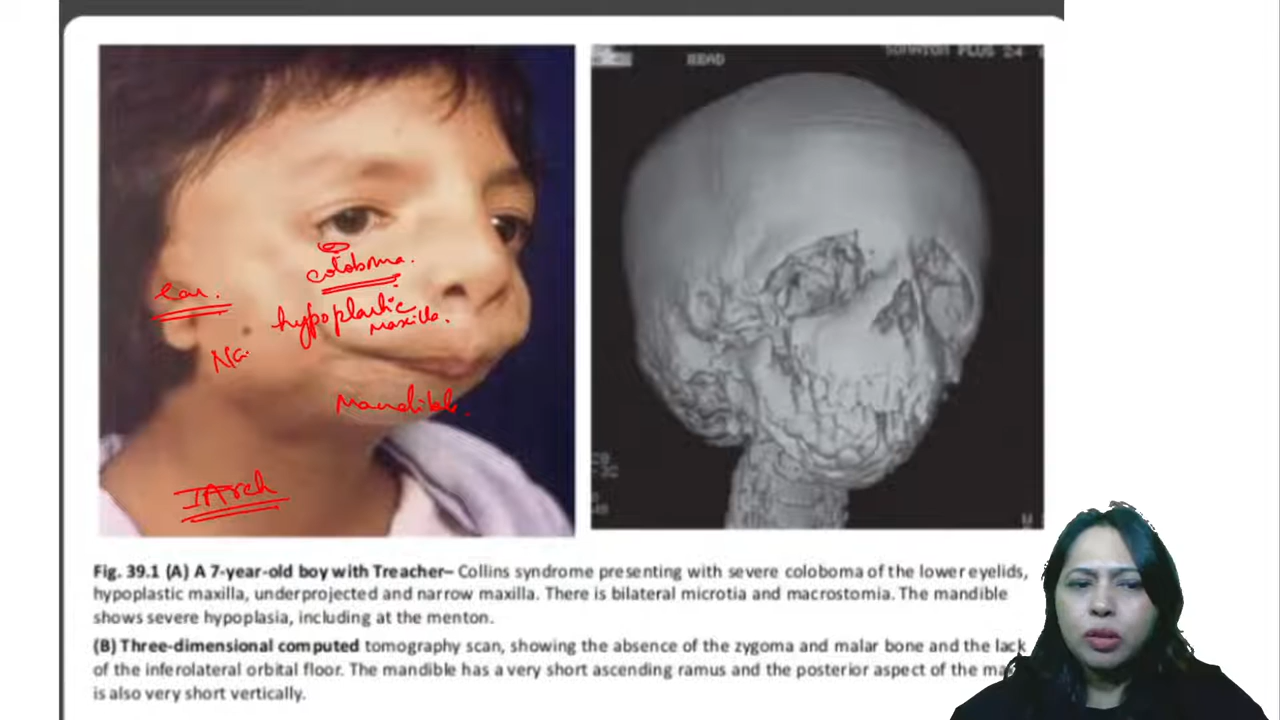 HEAD
coloboma.
ear.
hypoplastic
maxilla.
Mandible.
I Arch
Fig. 39.1 (A) A 7-year-old boy with Treacher– Collins syndrome presenting with severe coloboma of the lower eyelids,
hypoplastic maxilla, underprojected and narrow maxilla. There is bilateral microtia and macrostomia. The mandible
shows severe hypoplasia, including at the menton.
(B) Three-dimensional computed tomography scan, showing the absence of the zygoma and malar bone and the lack
of the inferolateral orbital floor. The mandible has a very short ascending ramus and the posterior aspect of the
is also very short vertically.